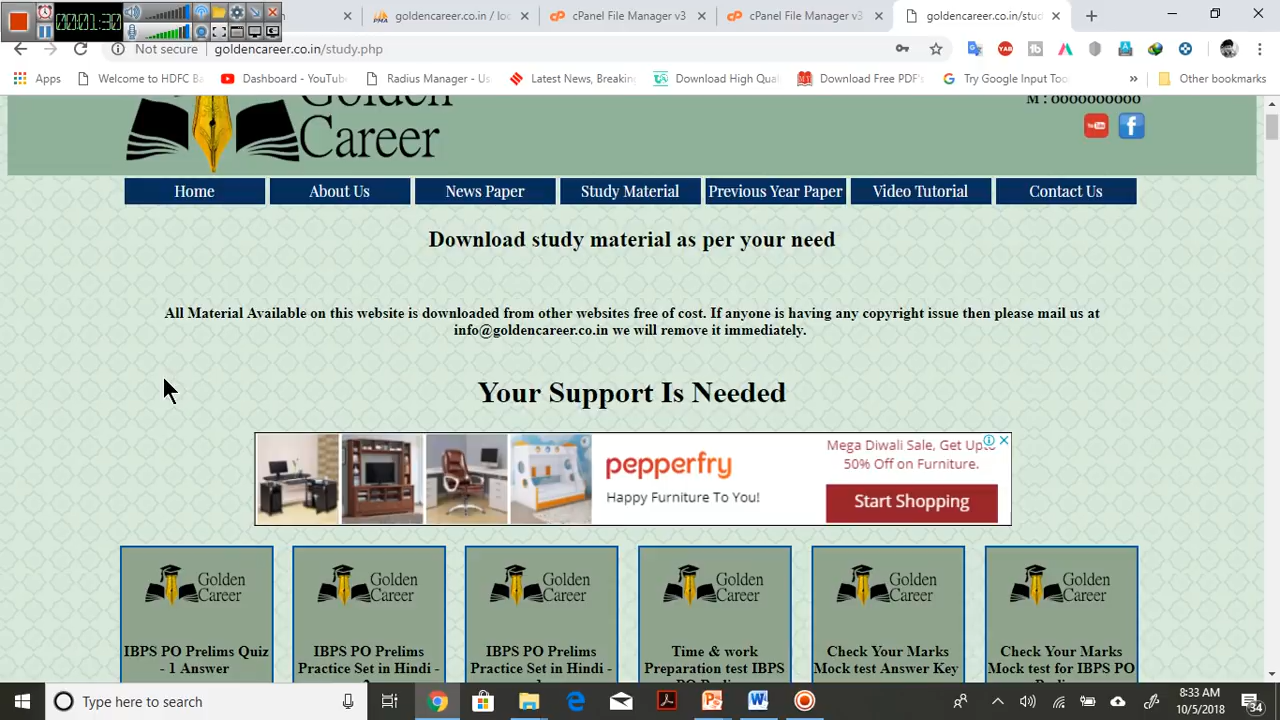 00:01:30
goldencareer.co.in / loc
cPanel File Manager v3
cPanel File Manager v3
goldencareer.co.in/stud
Not secure
goldencareer.co.in/study.php
Apps
Welcome to HDFC Ba
Dashboard - YouTube
Radius Manager - Us
Latest News, Breaking
Download High Qua
Download Free PDF's
Try Google Input Too
Other bookmarks
Golden
Career
M : 0000000000
Home
About Us
News Paper
Study Material
Previous Year Paper
Video Tutorial
Contact Us
Download study material as per your need
All Material Available on this website is downloaded from other websites free of cost. If anyone is having any copyright issue then please mail us at
info@goldencareer.co.in we will remove it immediately.
Your Support Is Needed
pepperfry
Happy Furniture To You!
Mega Diwali Sale, Get Upto
50% Off on Furniture.
Start Shopping
Golden
Career
IBPS PO Prelims Quiz
- 1 Answer
Golden
Career
IBPS PO Prelims
Practice Set in Hindi -
Golden
Career
IBPS PO Prelims
Practice Set in Hindi -
Golden
Career
Time & work
Preparation test IBPS
Golden
Career
Check Your Marks
Mock test Answer Key
Golden
Career
Check Your Marks
Mock test for IBPS PO
Type here to search
8:33 AM
10/5/2018
34